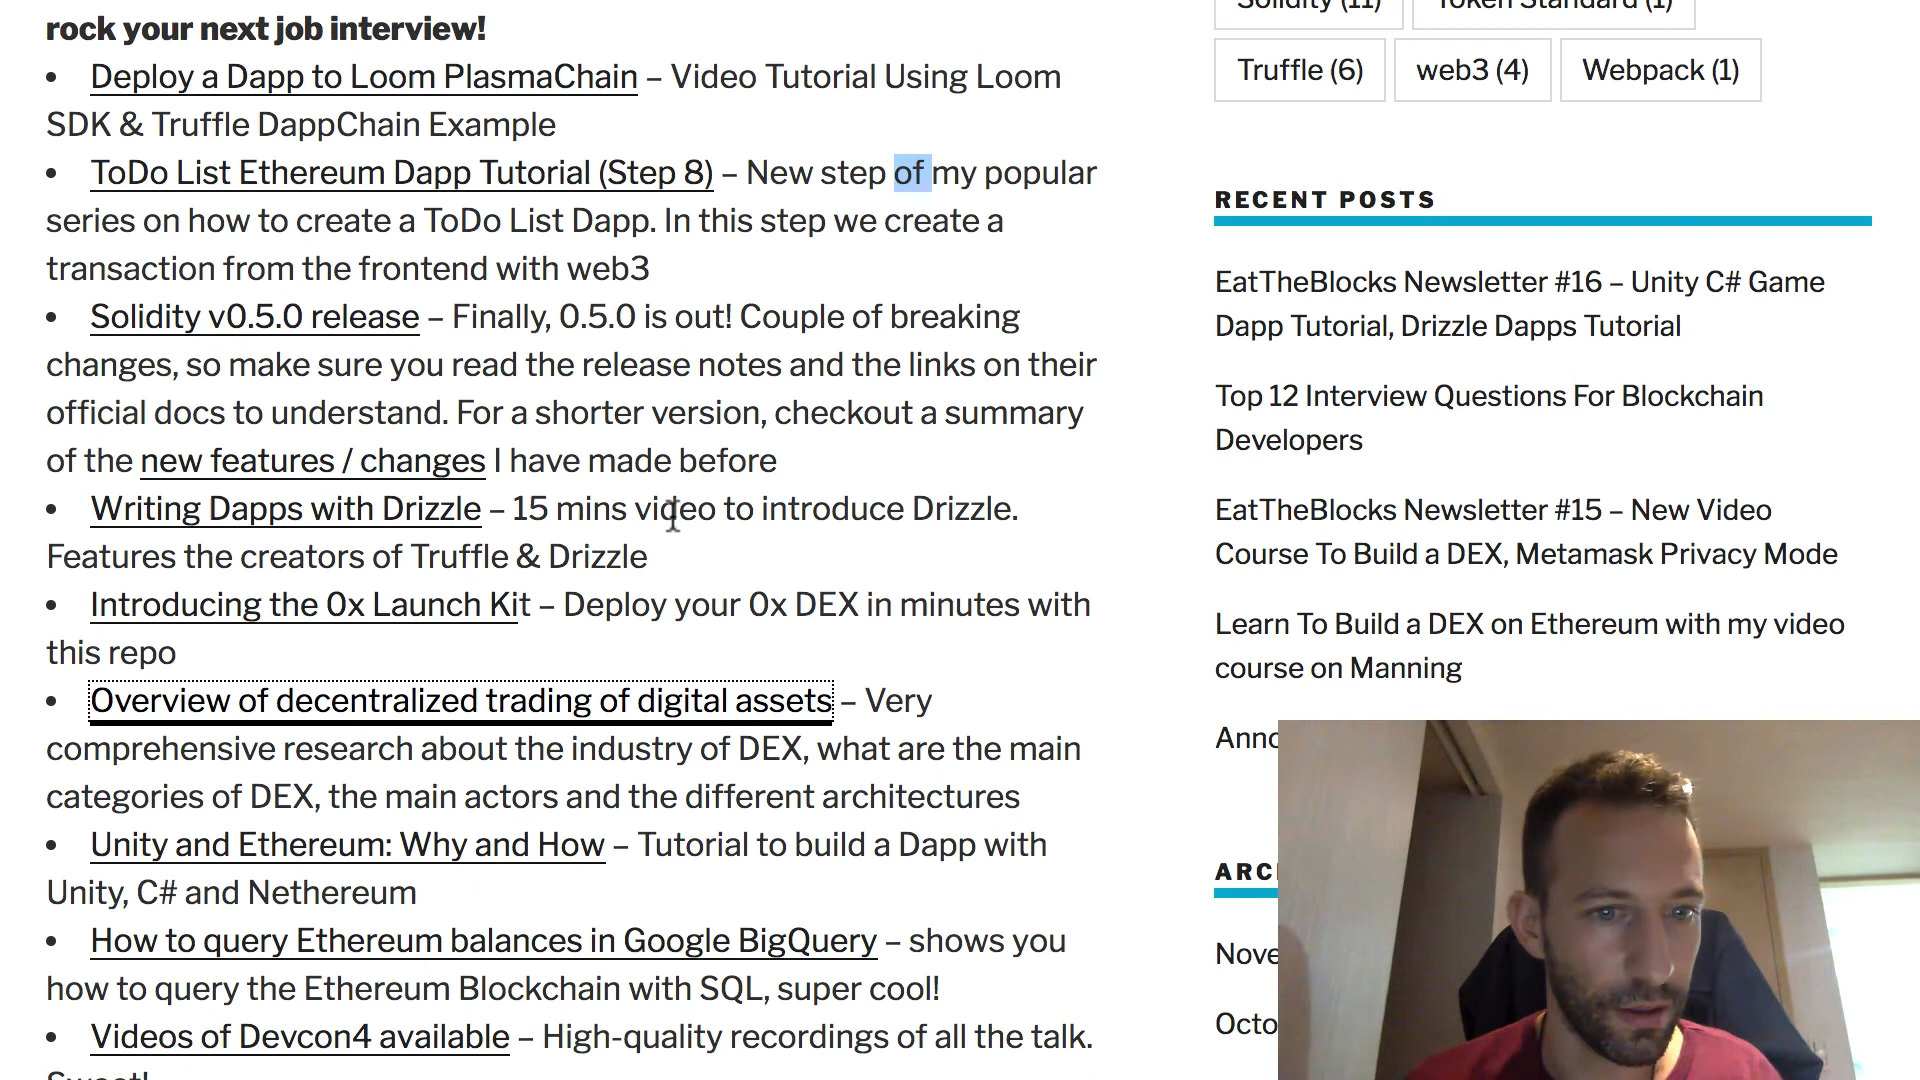 rock your next job interview!
• Deploy a Dapp to Loom PlasmaChain – Video Tutorial Using Loom
SDK & Truffle DappChain Example
• ToDo List Ethereum Dapp Tutorial (Step 8) – New step of my popular
series on how to create a ToDo List Dapp. In this step we create a
transaction from the frontend with web3
• Solidity v0.5.0 release – Finally, 0.5.0 is out! Couple of breaking
changes, so make sure you read the release notes and the links on their
official docs to understand. For a shorter version, checkout a summary
of the new features / changes I have made before
• Writing Dapps with Drizzle – 15 mins video to introduce Drizzle.
Features the creators of Truffle & Drizzle
• Introducing the 0x Launch Kit – Deploy your 0x DEX in minutes with
this repo
• Overview of decentralized trading of digital assets – Very
comprehensive research about the industry of DEX, what are the main
categories of DEX, the main actors and the different architectures
• Unity and Ethereum: Why and How – Tutorial to build a Dapp with
Unity, C# and Nethereum
• How to query Ethereum balances in Google BigQuery – shows you
how to query the Ethereum Blockchain with SQL, super cool!
• Videos of Devcon4 available – High-quality recordings of all the talk.
Sweet!
Solidity (11) Token Standard (1)
Truffle (6) web3 (4) Webpack (1)
RECENT POSTS
EatTheBlocks Newsletter #16 – Unity C# Game
Dapp Tutorial, Drizzle Dapps Tutorial
Top 12 Interview Questions For Blockchain
Developers
EatTheBlocks Newsletter #15 – New Video
Course To Build a DEX, Metamask Privacy Mode
Learn To Build a DEX on Ethereum with my video
course on Manning
Anno
ARC
Nove
Octo